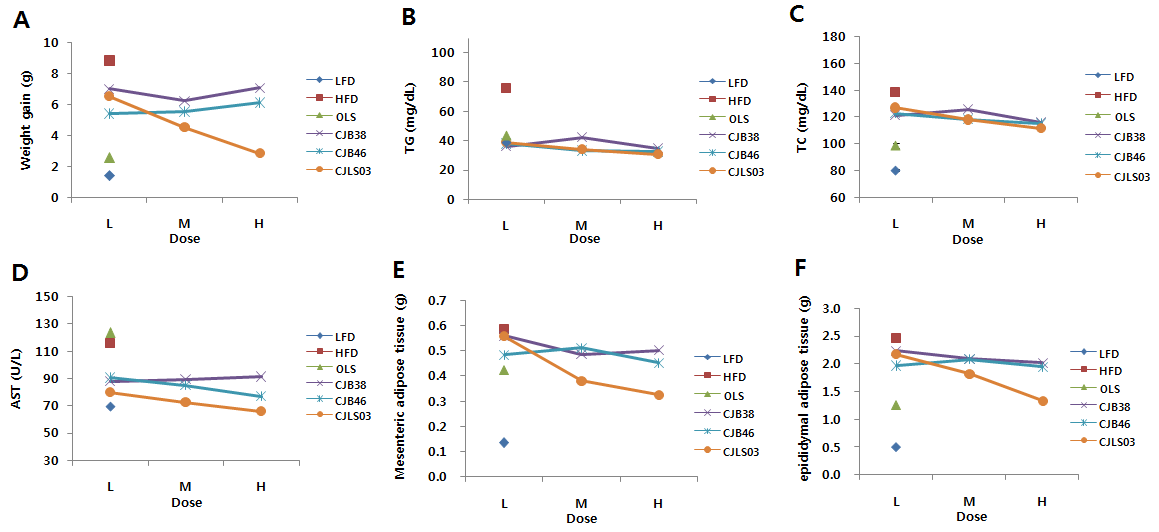 A
Weight gain (g)
10
8
6
4
2
0
L M H
Dose
LFD
HFD
OLS
CJB38
CJB46
CJLS03
B
TG (mg/dL)
100
80
60
40
20
0
L M H
Dose
LFD
HFD
OLS
CJB38
CJB46
CJLS03
C
TC (mg/dL)
180
160
140
120
100
80
60
L M H
Dose
LFD
HFD
OLS
CJB38
CJB46
CJLS03
D
AST (U/L)
150
130
110
90
70
50
30
L M H
Dose
LFD
HFD
OLS
CJB38
CJB46
CJLS03
E
Mesenteric adipose tissue (g)
0.7
0.6
0.5
0.4
0.3
0.2
0.1
0.0
L M H
Dose
LFD
HFD
OLS
CJB38
CJB46
CJLS03
F
epididymal adipose tissue (g)
3.0
2.5
2.0
1.5
1.0
0.5
0.0
L M H
Dose
LFD
HFD
OLS
CJB38
CJB46
CJLS03